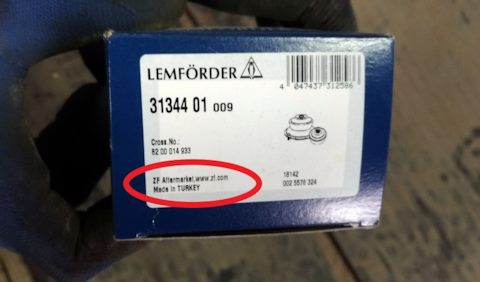 LEMFÖRDER
4 047437 312586
31344 01 009
Cross.No.:
82 00 014 933
ZF Aftermarket,www.zf.com
Made in TURKEY
18142
002 5576 324